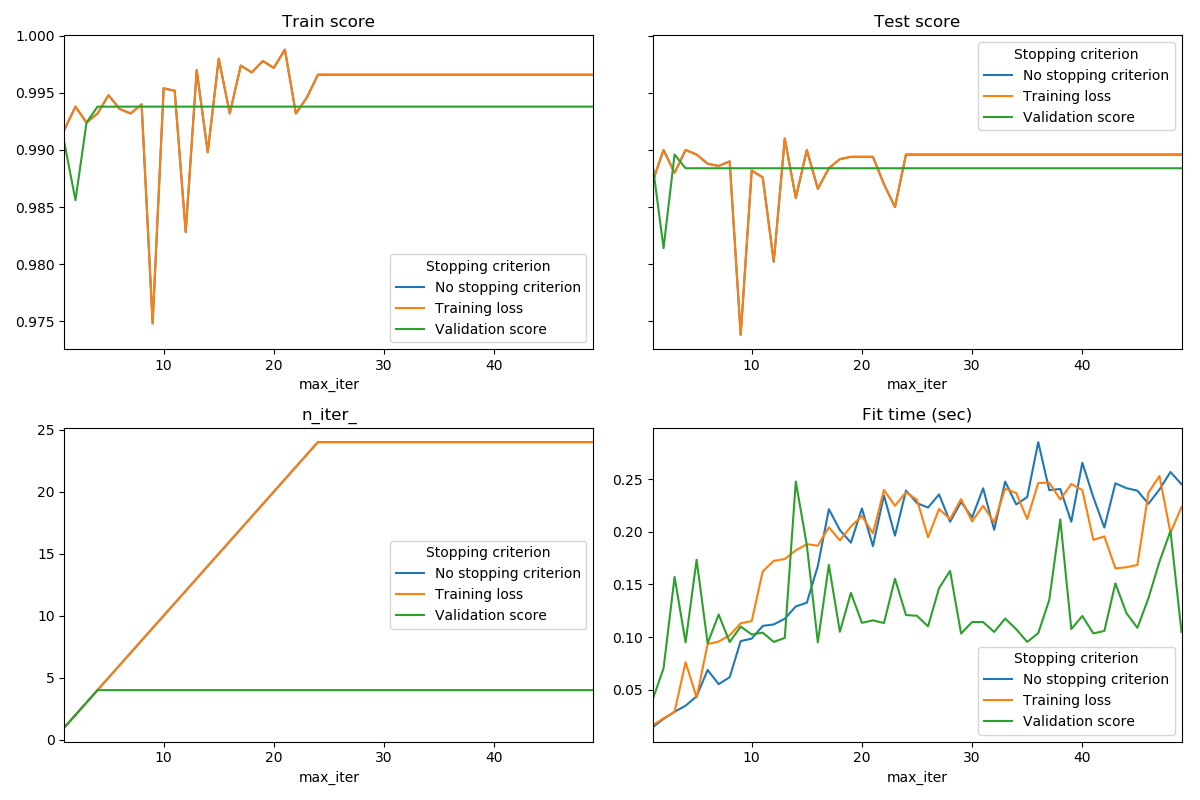 Train score
1.000
0.995
0.990
0.985
0.980
0.975
Stopping criterion
No stopping criterion
Training loss
Validation score
10
20
30
40
max_iter
Test score
Stopping criterion
No stopping criterion
Training loss
Validation score
10
20
30
40
max_iter
n_iter_
25
20
15
10
5
0
Stopping criterion
No stopping criterion
Training loss
Validation score
10
20
30
40
max_iter
Fit time (sec)
0.25
0.20
0.15
0.10
0.05
Stopping criterion
No stopping criterion
Training loss
Validation score
10
20
30
40
max_iter